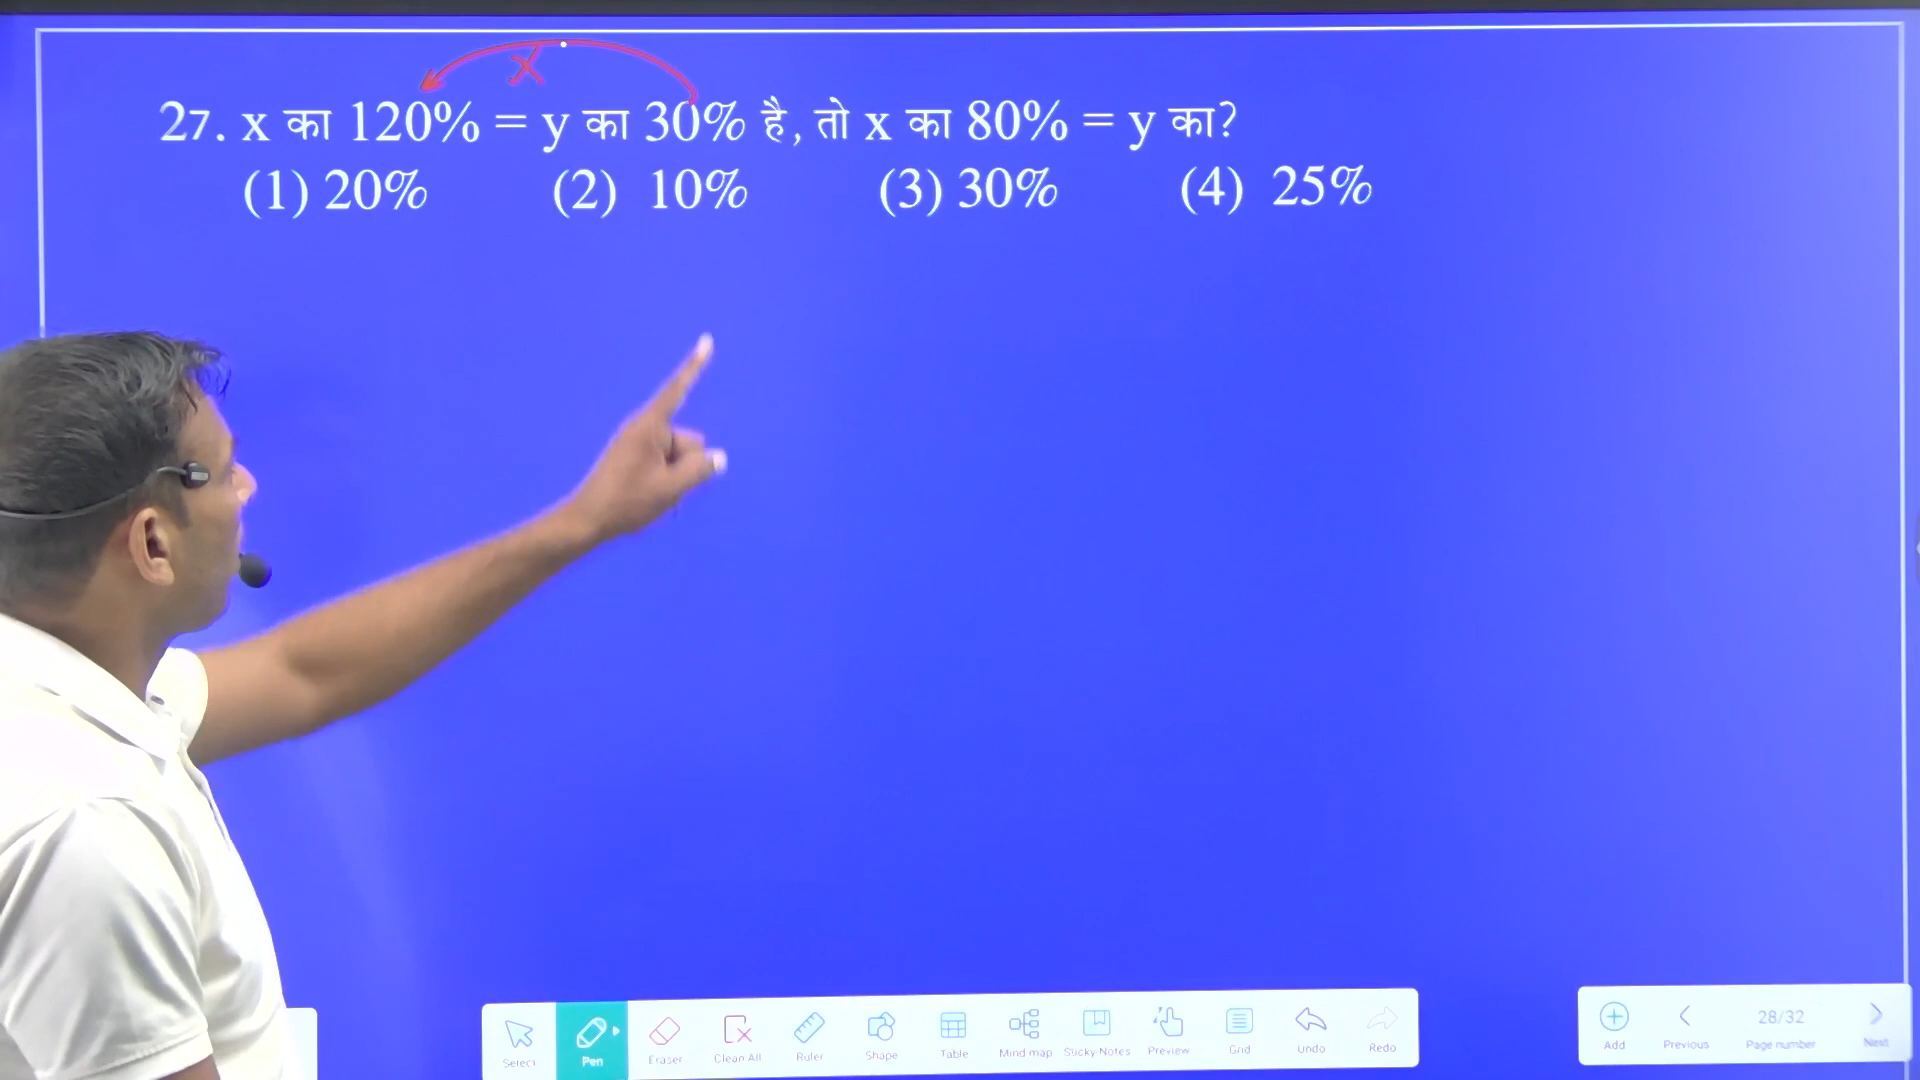 x
27. x का 120% = y का 30% है, तो x का 80% = y का?
(1) 20% (2) 10% (3) 30% (4) 25%
Select Pen Eraser Clean All Ruler Shape Table Mind map Sticky Notes Preview Grid Undo Redo
Add Previous 28/32 Page number Next